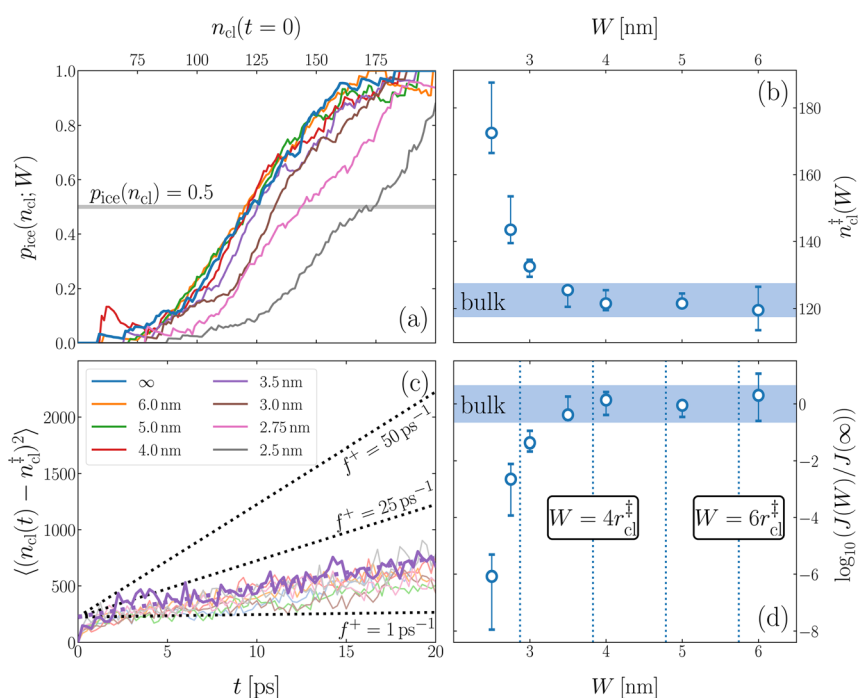 n_cl(t = 0)
75 100 125 150 175
1.0
0.8
0.6
0.4
0.2
0.0
p_ice(n_cl; W)
p_ice(n_cl) = 0.5
(a)
W [nm]
3 4 5 6
(b)
bulk
180
160
140
120
n‡_cl(W)
(c)
∞
6.0 nm
5.0 nm
4.0 nm
3.5 nm
3.0 nm
2.75 nm
2.5 nm
f⁺ = 50 ps⁻¹
f⁺ = 25 ps⁻¹
f⁺ = 1 ps⁻¹
2000
1500
1000
500
0
⟨(n_cl(t) − n‡_cl)²⟩
0 5 10 15 20
t [ps]
bulk
W = 4r‡_cl
W = 6r‡_cl
(d)
0
−2
−4
−6
−8
log₁₀(J(W)/J(∞))
3 4 5 6
W [nm]